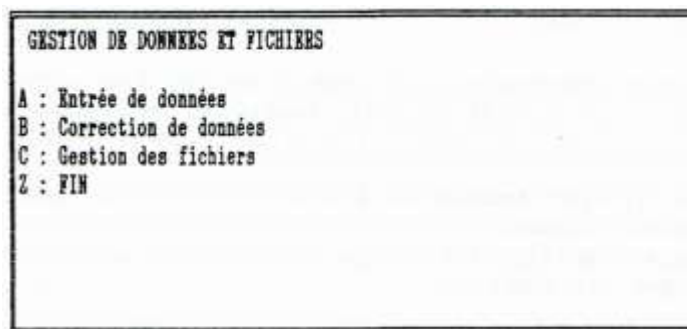 GESTION DE DONNEES ET FICHIERS
A : Entrée de données
B : Correction de données
C : Gestion des fichiers
Z : FIN